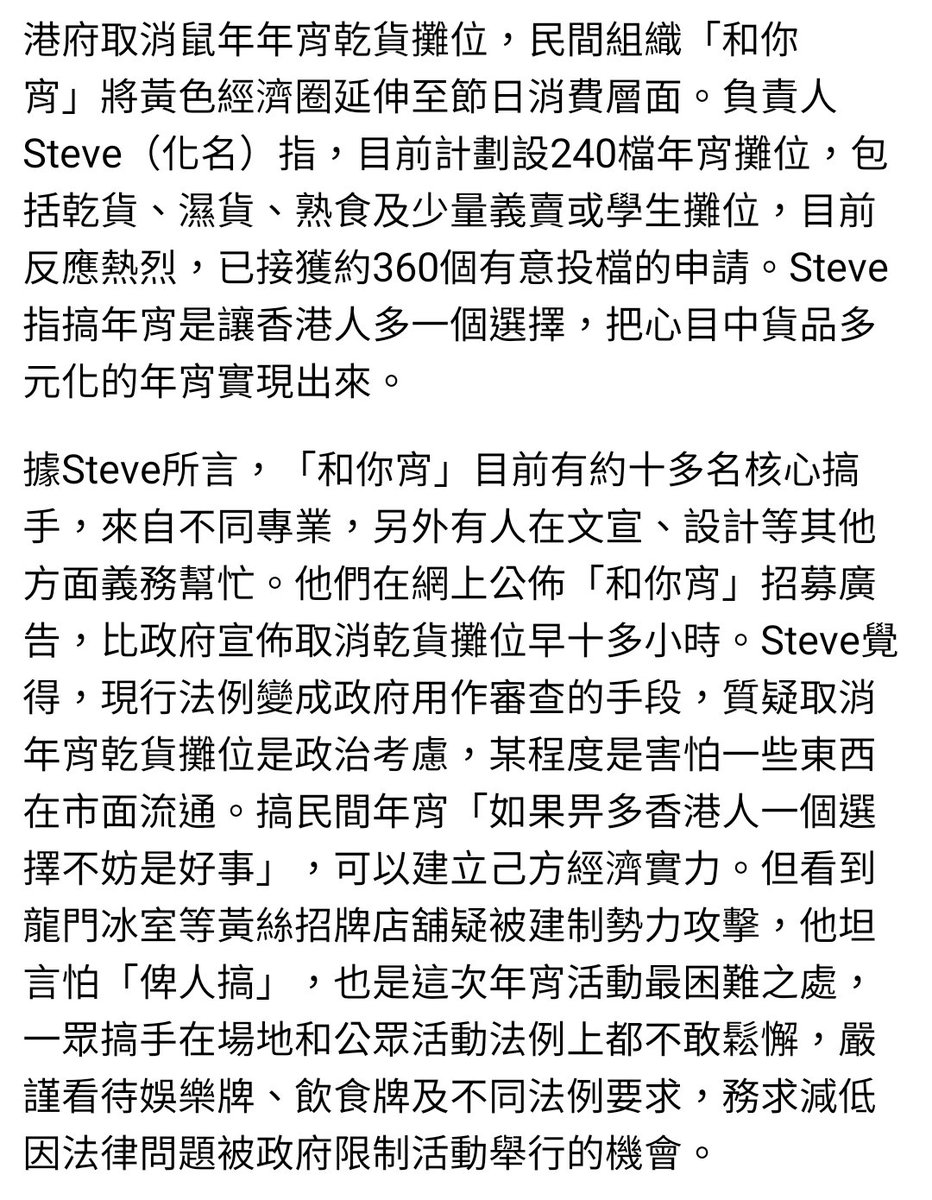 港府取消鼠年年宵乾貨攤位，民間組織「和你
宵」將黃色經濟圈延伸至節日消費層面。負責人
Steve（化名）指，目前計劃設240檔年宵攤位，包
括乾貨、濕貨、熟食及少量義賣或學生攤位，目前
反應熱烈，已接獲約360個有意投檔的申請。Steve
指搞年宵是讓香港人多一個選擇，把心目中貨品多
元化的年宵實現出來。
據Steve所言，「和你宵」目前有約十多名核心搞
手，來自不同專業，另外有人在文宣、設計等其他
方面義務幫忙。他們在網上公佈「和你宵」招募廣
告，比政府宣佈取消乾貨攤位早十多小時。Steve覺
得，現行法例變成政府用作審查的手段，質疑取消
年宵乾貨攤位是政治考慮，某程度是害怕一些東西
在市面流通。搞民間年宵「如果畀多香港人一個選
擇不妨是好事」，可以建立己方經濟實力。但看到
龍門冰室等黃絲招牌店舖疑被建制勢力攻擊，他坦
言怕「俾人搞」，也是這次年宵活動最困難之處，
一眾搞手在場地和公眾活動法例上都不敢鬆懈，嚴
謹看待娛樂牌、飲食牌及不同法例要求，務求減低
因法律問題被政府限制活動舉行的機會。